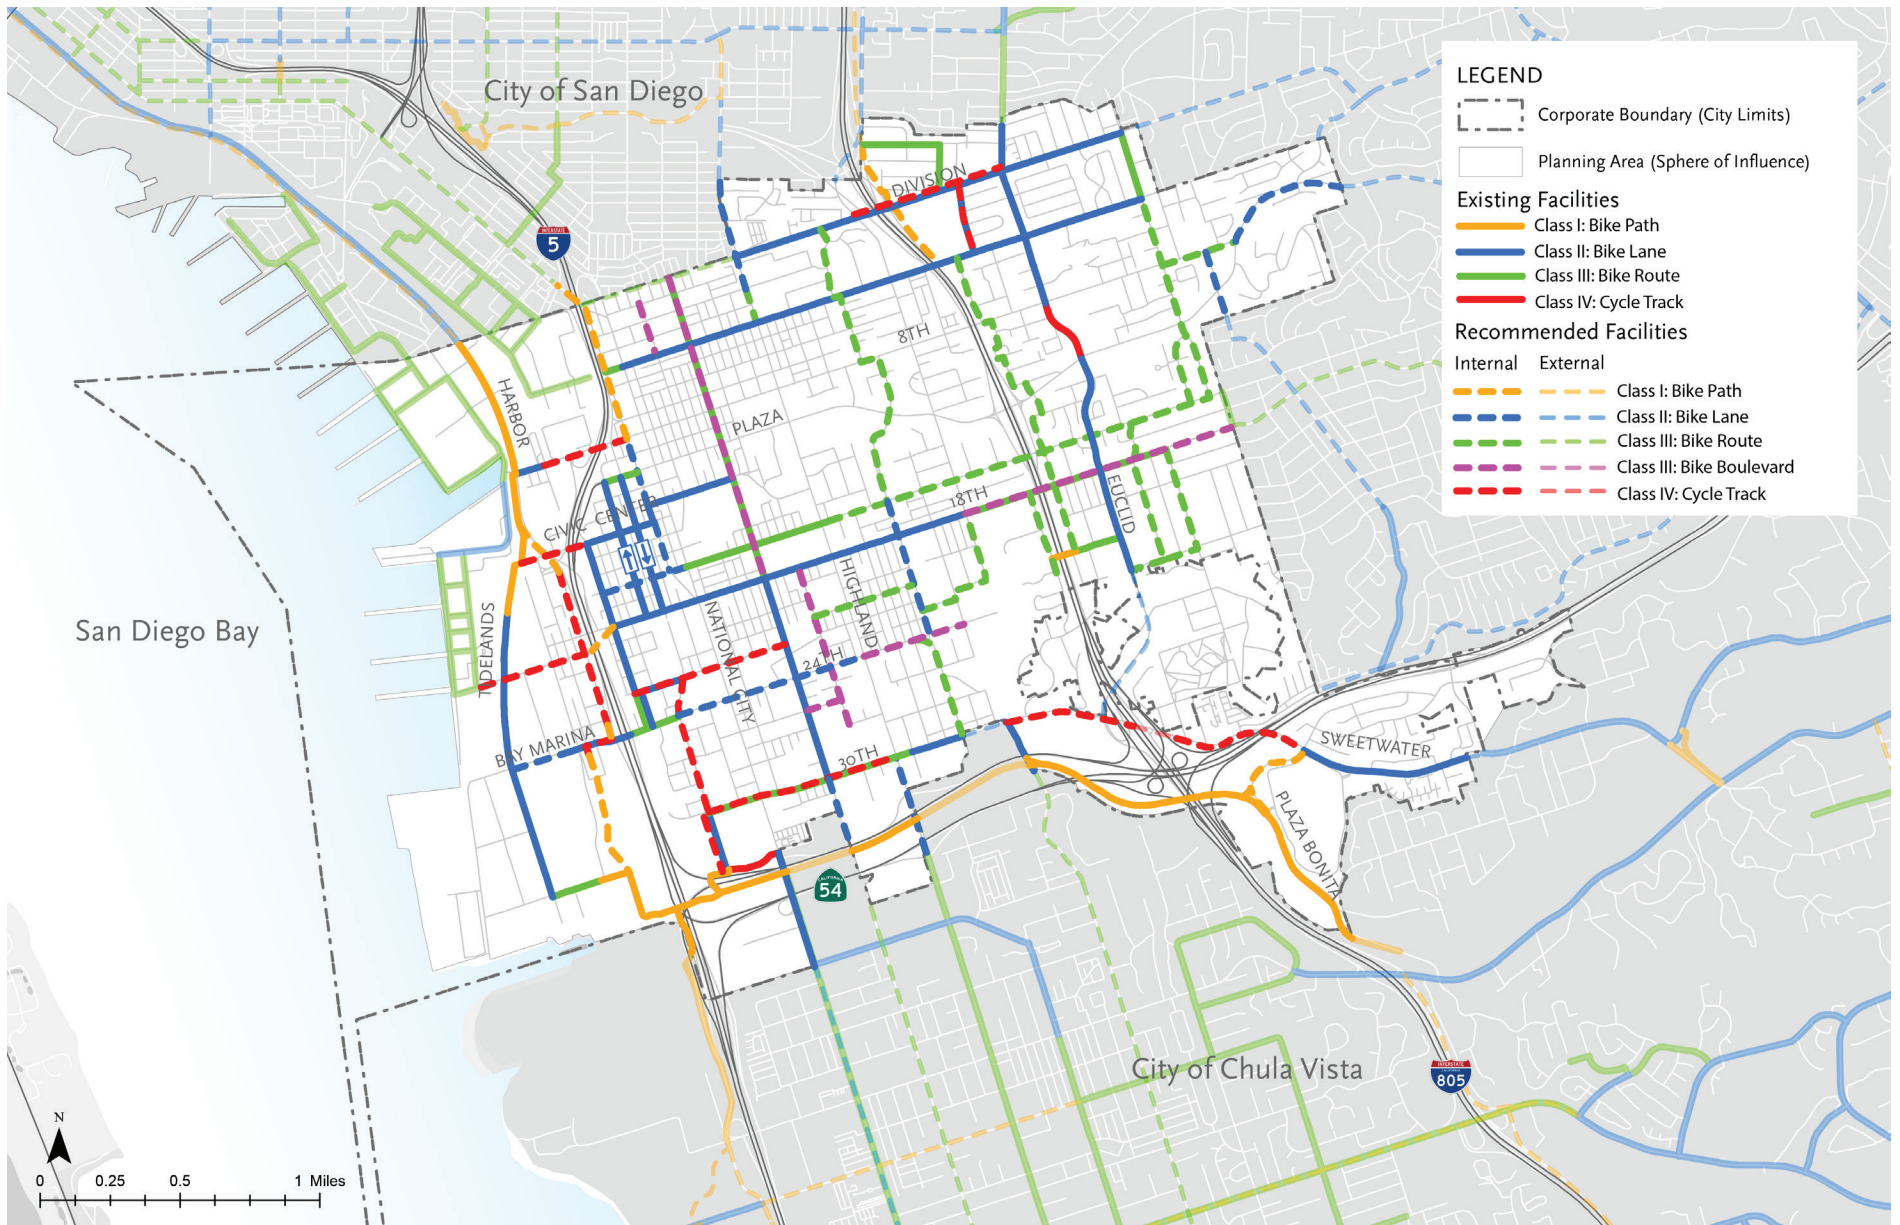 City of San Diego
INTERSTATE
5
DIVISION
8TH
HARBOR
PLAZA
18TH
EUCLID
CIVIC CENTER
HIGHLAND
NATIONAL CITY
TIDELANDS
24TH
BAY MARINA
30TH
SWEETWATER
PLAZA BONITA
San Diego Bay
CALIFORNIA
54
City of Chula Vista
INTERSTATE
CALIFORNIA
805
LEGEND
Corporate Boundary (City Limits)
Planning Area (Sphere of Influence)
Existing Facilities
Class I: Bike Path
Class II: Bike Lane
Class III: Bike Route
Class IV: Cycle Track
Recommended Facilities
Internal External
Class I: Bike Path
Class II: Bike Lane
Class III: Bike Route
Class III: Bike Boulevard
Class IV: Cycle Track
N
0 0.25 0.5 1 Miles